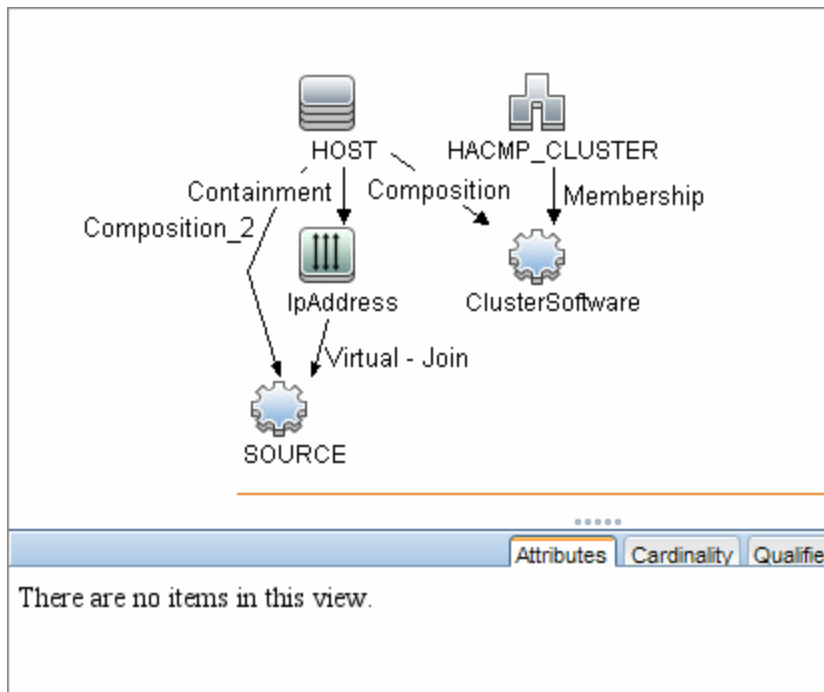 HOST
HACMP_CLUSTER
Containment
Composition
Membership
Composition_2
IpAddress
ClusterSoftware
Virtual - Join
SOURCE
Attributes
Cardinality
Qualifie
There are no items in this view.